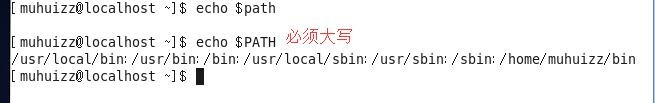 [muhuizz@localhost ~]$ echo $path
[muhuizz@localhost ~]$ echo $PATH 必须大写
/usr/local/bin:/usr/bin:/bin:/usr/local/sbin:/usr/sbin:/sbin:/home/muhuizz/bin
[muhuizz@localhost ~]$